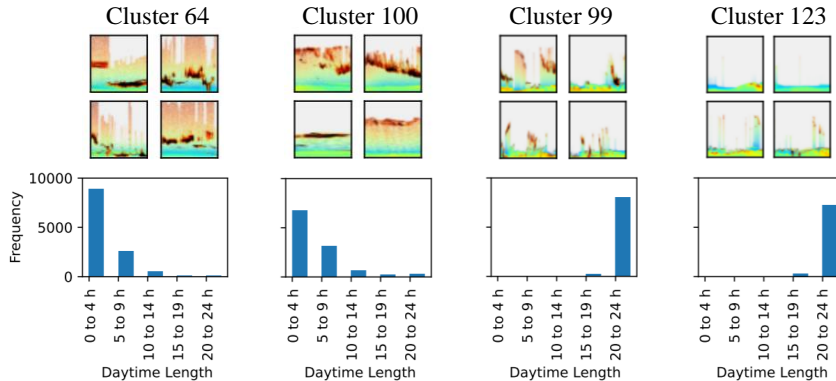 Cluster 64
Cluster 100
Cluster 99
Cluster 123
10000
5000
0
Frequency
0 to 4 h
5 to 9 h
10 to 14 h
15 to 19 h
20 to 24 h
Daytime Length
0 to 4 h
5 to 9 h
10 to 14 h
15 to 19 h
20 to 24 h
Daytime Length
0 to 4 h
5 to 9 h
10 to 14 h
15 to 19 h
20 to 24 h
Daytime Length
0 to 4 h
5 to 9 h
10 to 14 h
15 to 19 h
20 to 24 h
Daytime Length